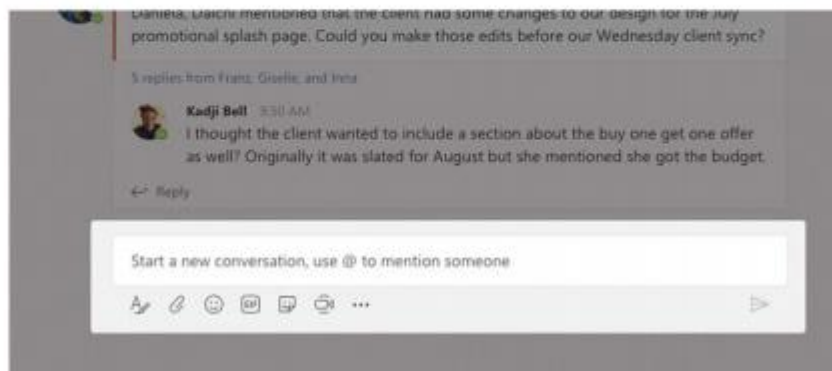 Daniela, Daichi mentioned that the client had some changes to our design for the July
promotional splash page. Could you make those edits before our Wednesday client sync?
5 replies from Franz, Giselle, and
Kadji Bell 9:50 AM
I thought the client wanted to include a section about the buy one get one offer
as well? Originally it was slated for August but she mentioned she got the budget.
Reply
Start a new conversation, use @ to mention someone
GIF